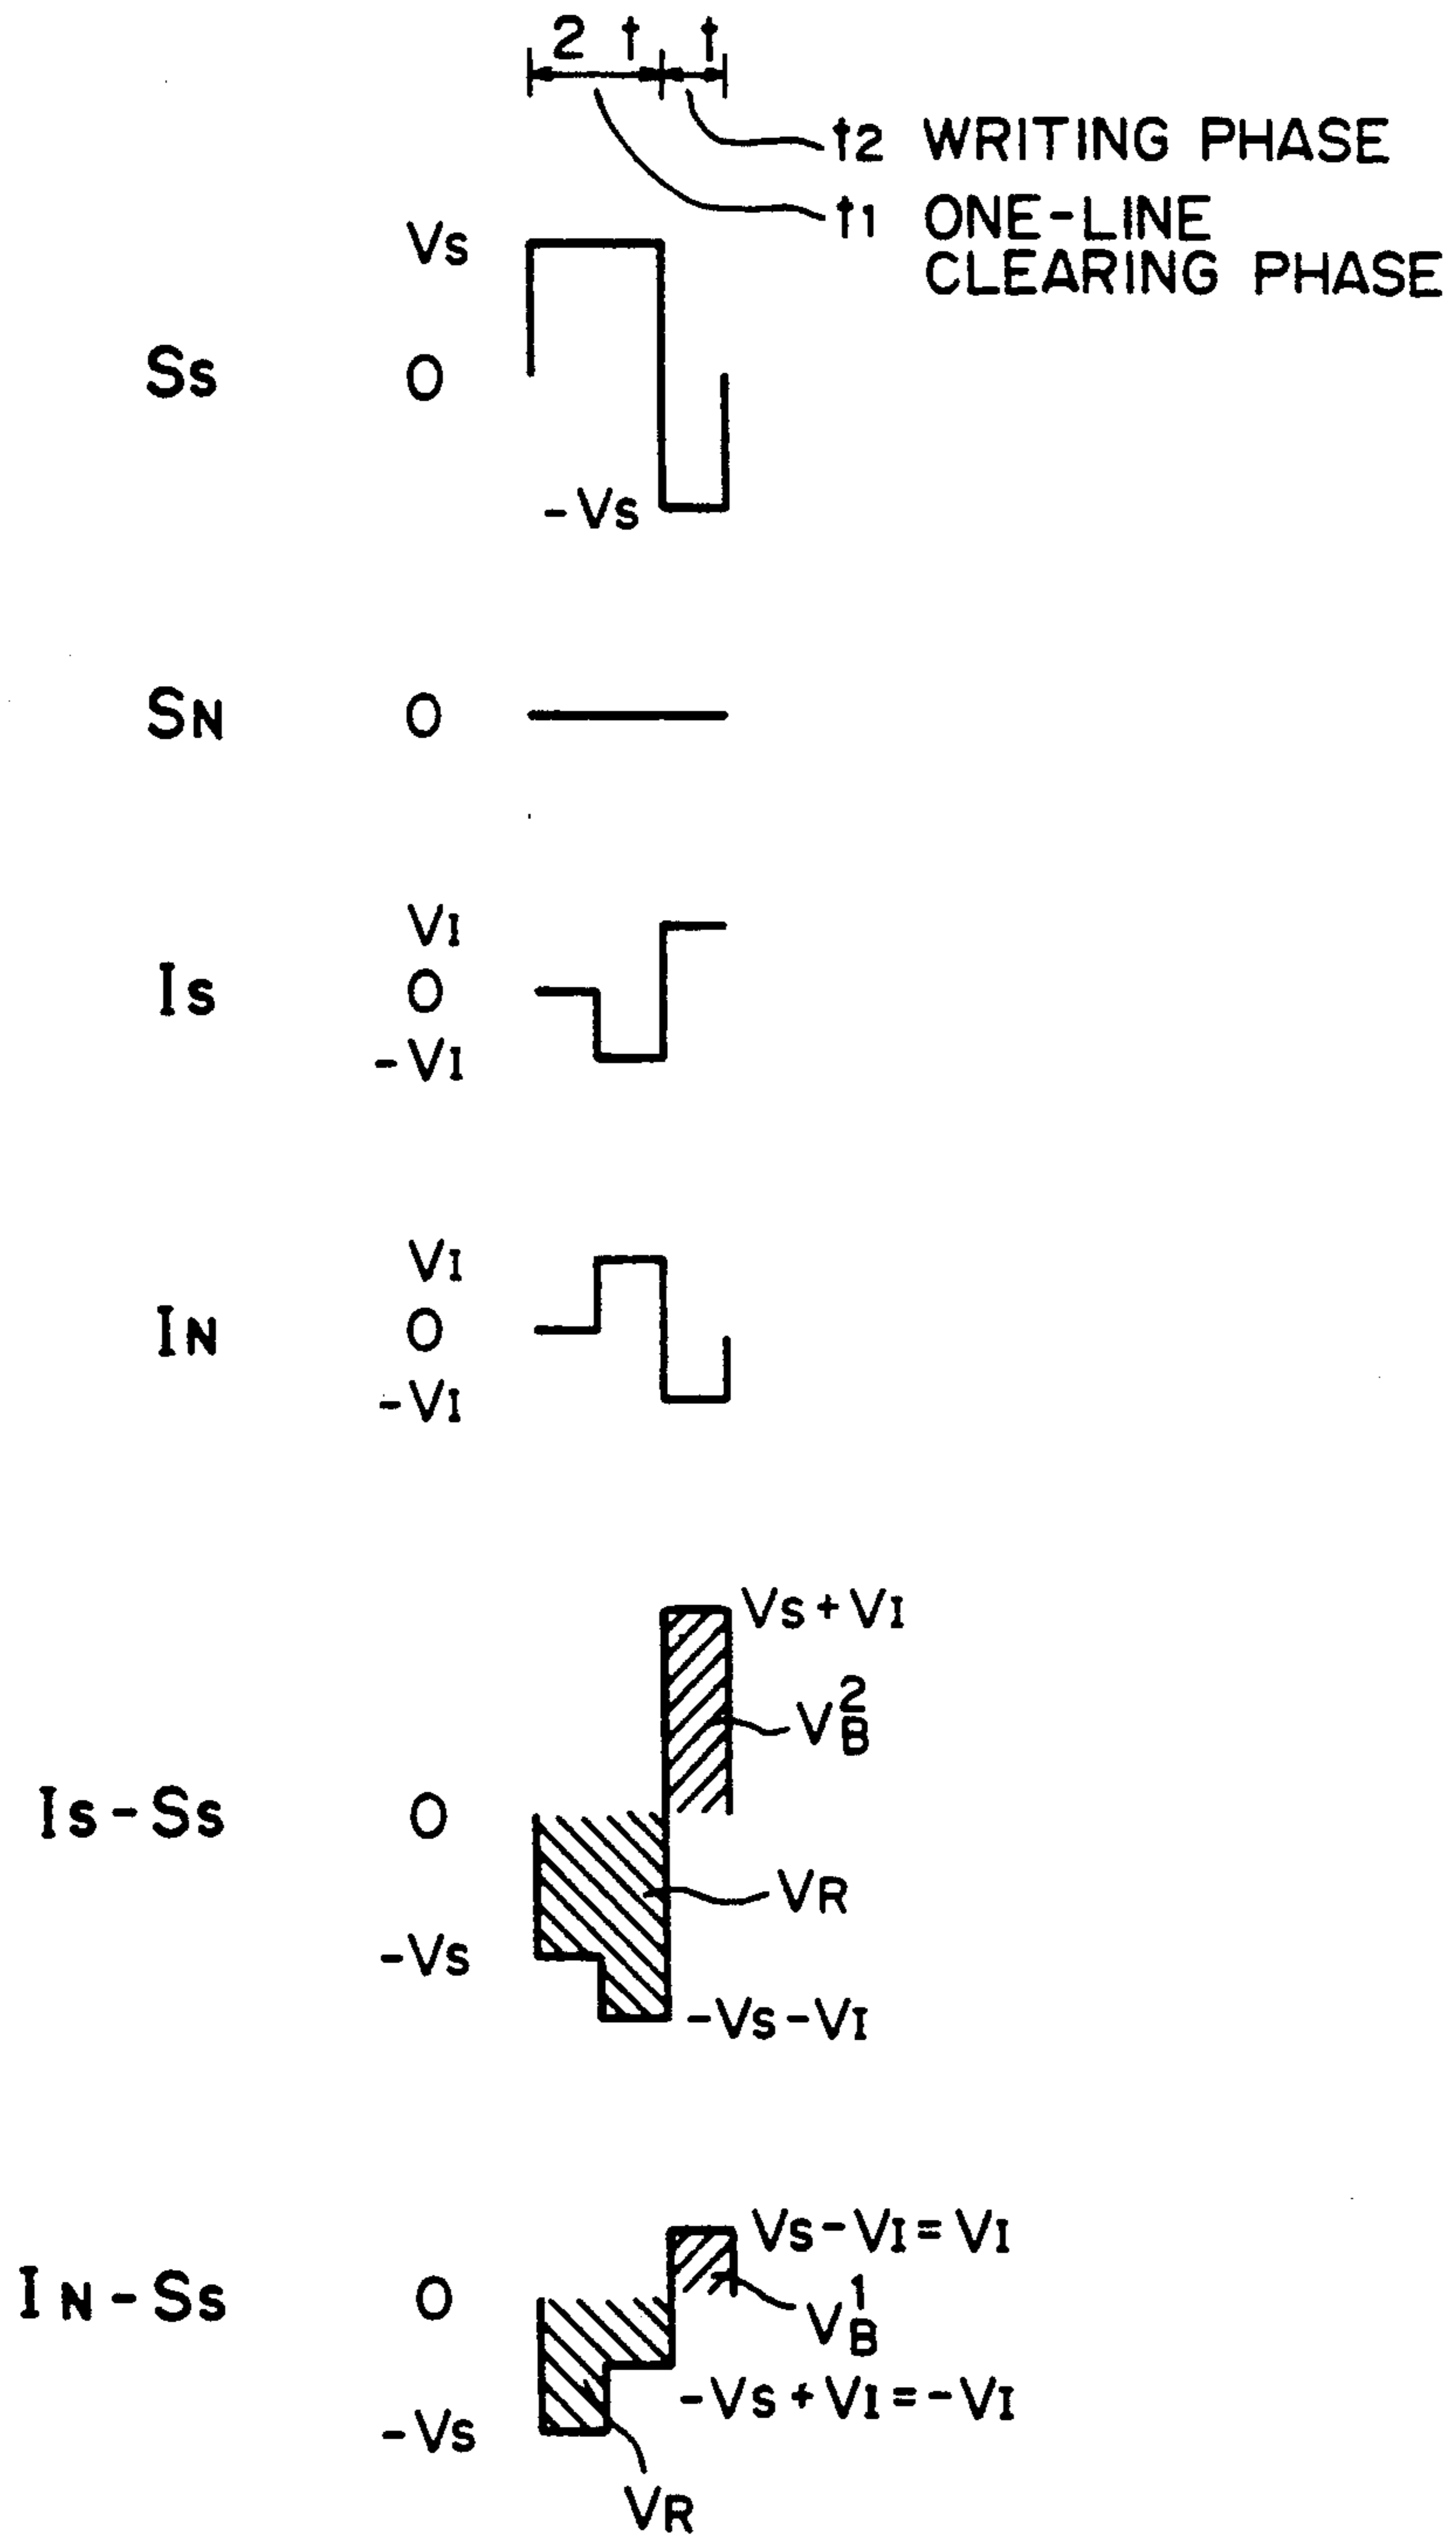 2 t t
t2 WRITING PHASE
t1 ONE-LINE
CLEARING PHASE
Vs
Ss 0
-Vs
SN 0
VI
Is 0
-VI
VI
IN 0
-VI
Vs+VI
VB2
Is-Ss 0
VR
-Vs
-Vs-VI
Vs-VI=VI
IN-Ss 0
VB1
-Vs+VI=-VI
-Vs
VR